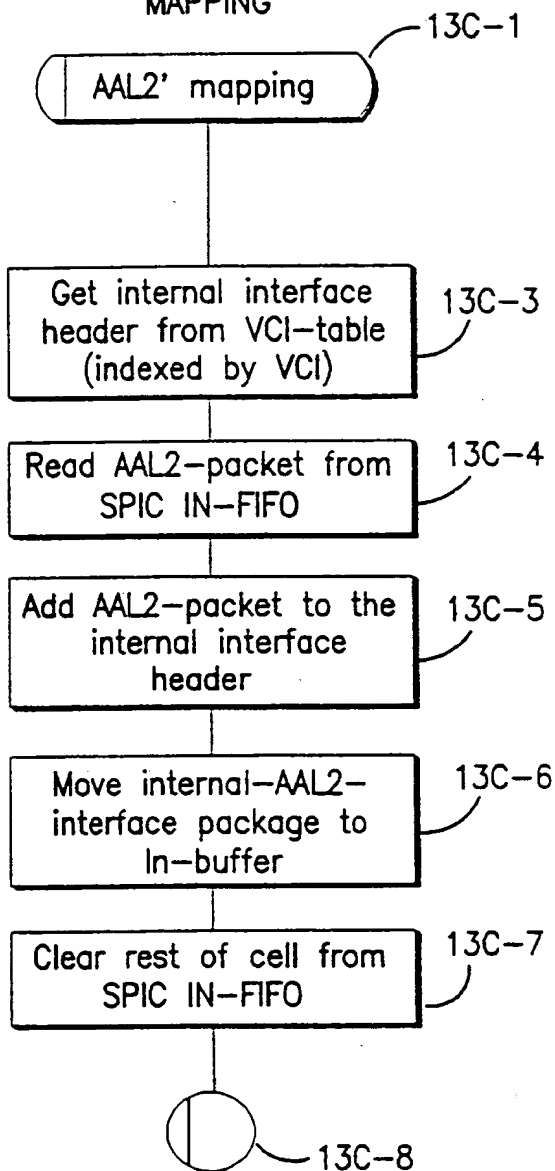 MAPPING
13C-1
AAL2' mapping
Get internal interface
header from VCI-table
(indexed by VCI)
13C-3
Read AAL2-packet from
SPIC IN-FIFO
13C-4
Add AAL2-packet to the
internal interface
header
13C-5
Move internal-AAL2-
interface package to
In-buffer
13C-6
Clear rest of cell from
SPIC IN-FIFO
13C-7
13C-8